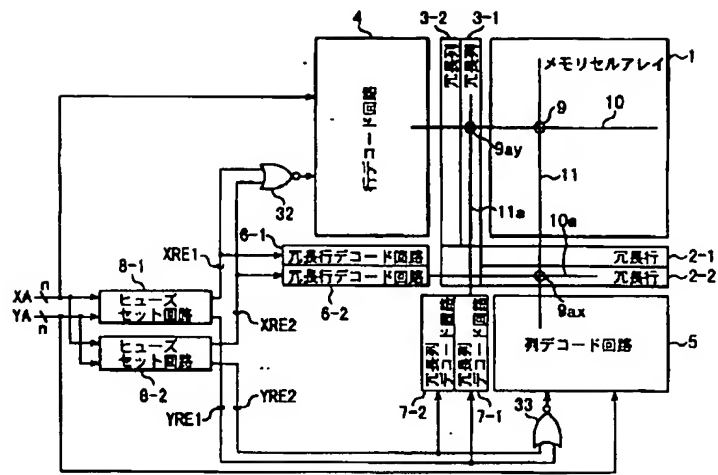 4
3-2
3-1
冗長列
冗長列
メモリセルアレイ
1
9
10
行デコード回路
9ay
11
32
11a
10a
6-1
XRE1
冗長行デコード回路
冗長行
2-1
冗長行デコード回路
冗長行
2-2
8-1
6-2
XA
n
ヒューズ
セット回路
XRE2
9ax
YA
n
ヒューズ
セット回路
冗長列
デコード回路
冗長列
デコード回路
列デコード回路
5
8-2
YRE2
7-2
7-1
33
YRE1